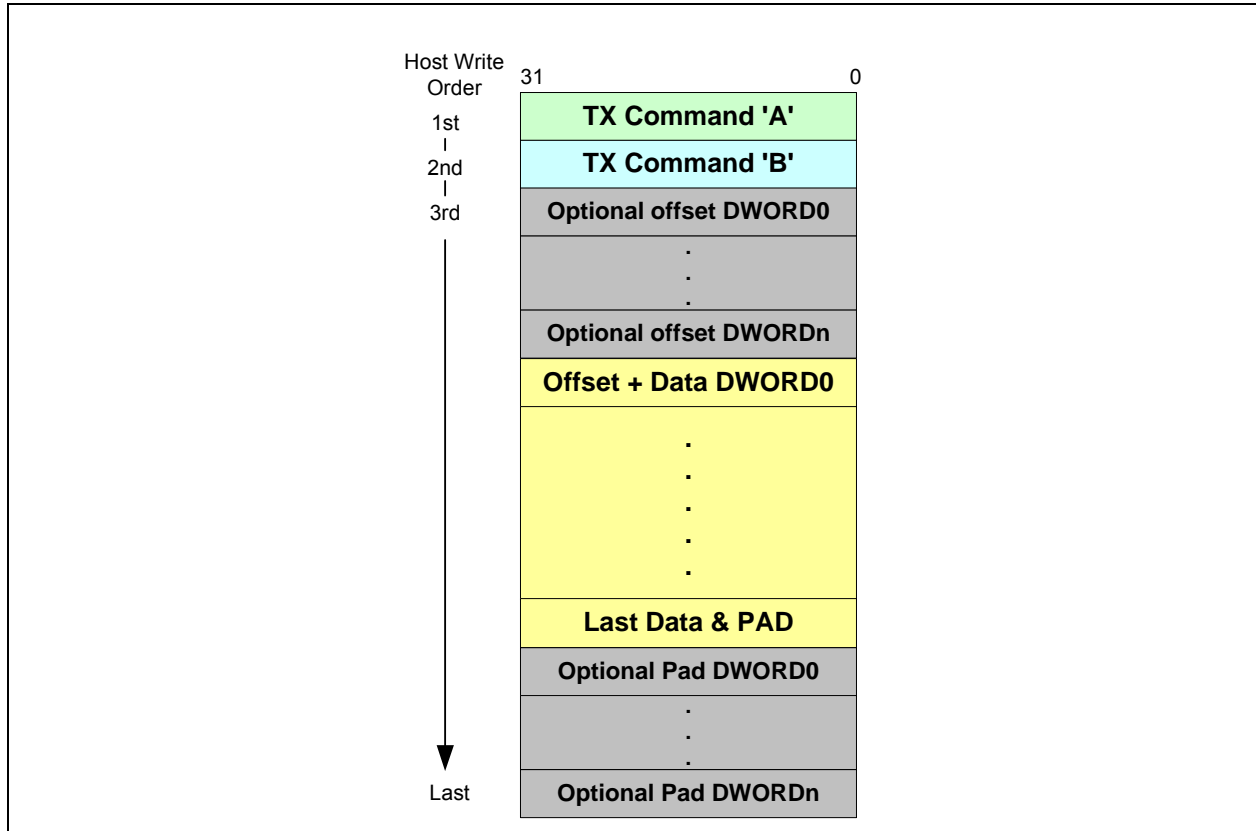 Host Write
Order
31
0
1st
TX Command 'A'
2nd
TX Command 'B'
3rd
Optional offset DWORD0
.
.
.
Optional offset DWORDn
Offset + Data DWORD0
.
.
.
.
.
Last Data & PAD
Optional Pad DWORD0
.
.
.
Last
Optional Pad DWORDn